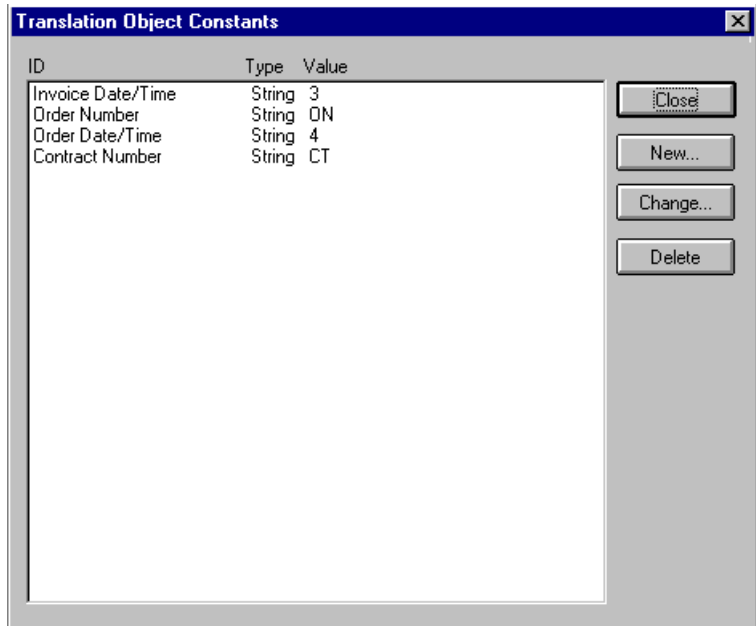 Translation Object Constants
ID Type Value
Invoice Date/Time String 3
Order Number String ON
Order Date/Time String 4
Contract Number String CT
Close
New...
Change...
Delete